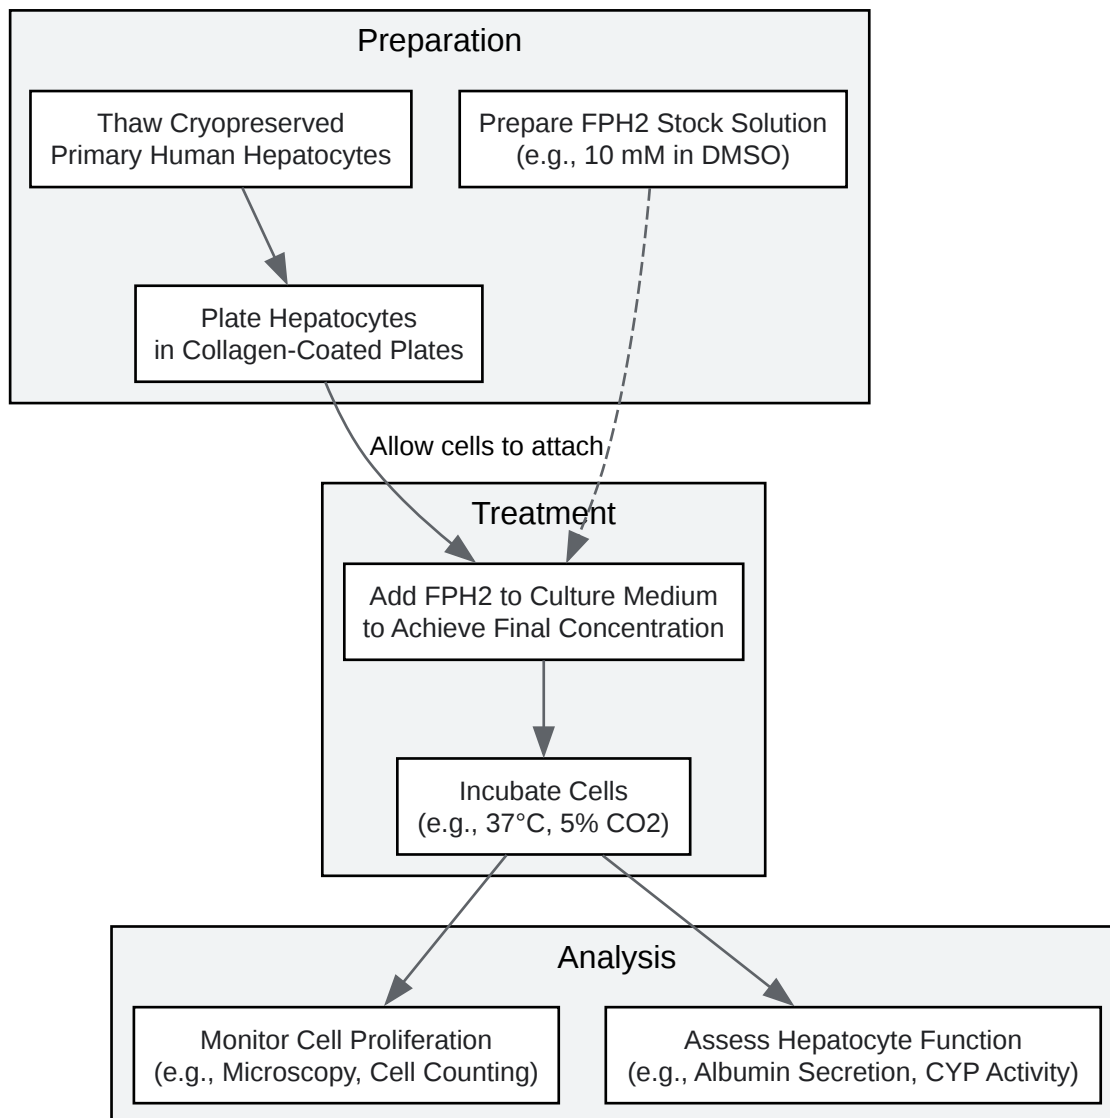 Preparation
Thaw Cryopreserved
Primary Human Hepatocytes
Prepare FPH2 Stock Solution
(e.g., 10 mM in DMSO)
Plate Hepatocytes
in Collagen-Coated Plates
Allow cells to attach
Treatment
Add FPH2 to Culture Medium
to Achieve Final Concentration
Incubate Cells
(e.g., 37°C, 5% CO2)
Analysis
Monitor Cell Proliferation
(e.g., Microscopy, Cell Counting)
Assess Hepatocyte Function
(e.g., Albumin Secretion, CYP Activity)